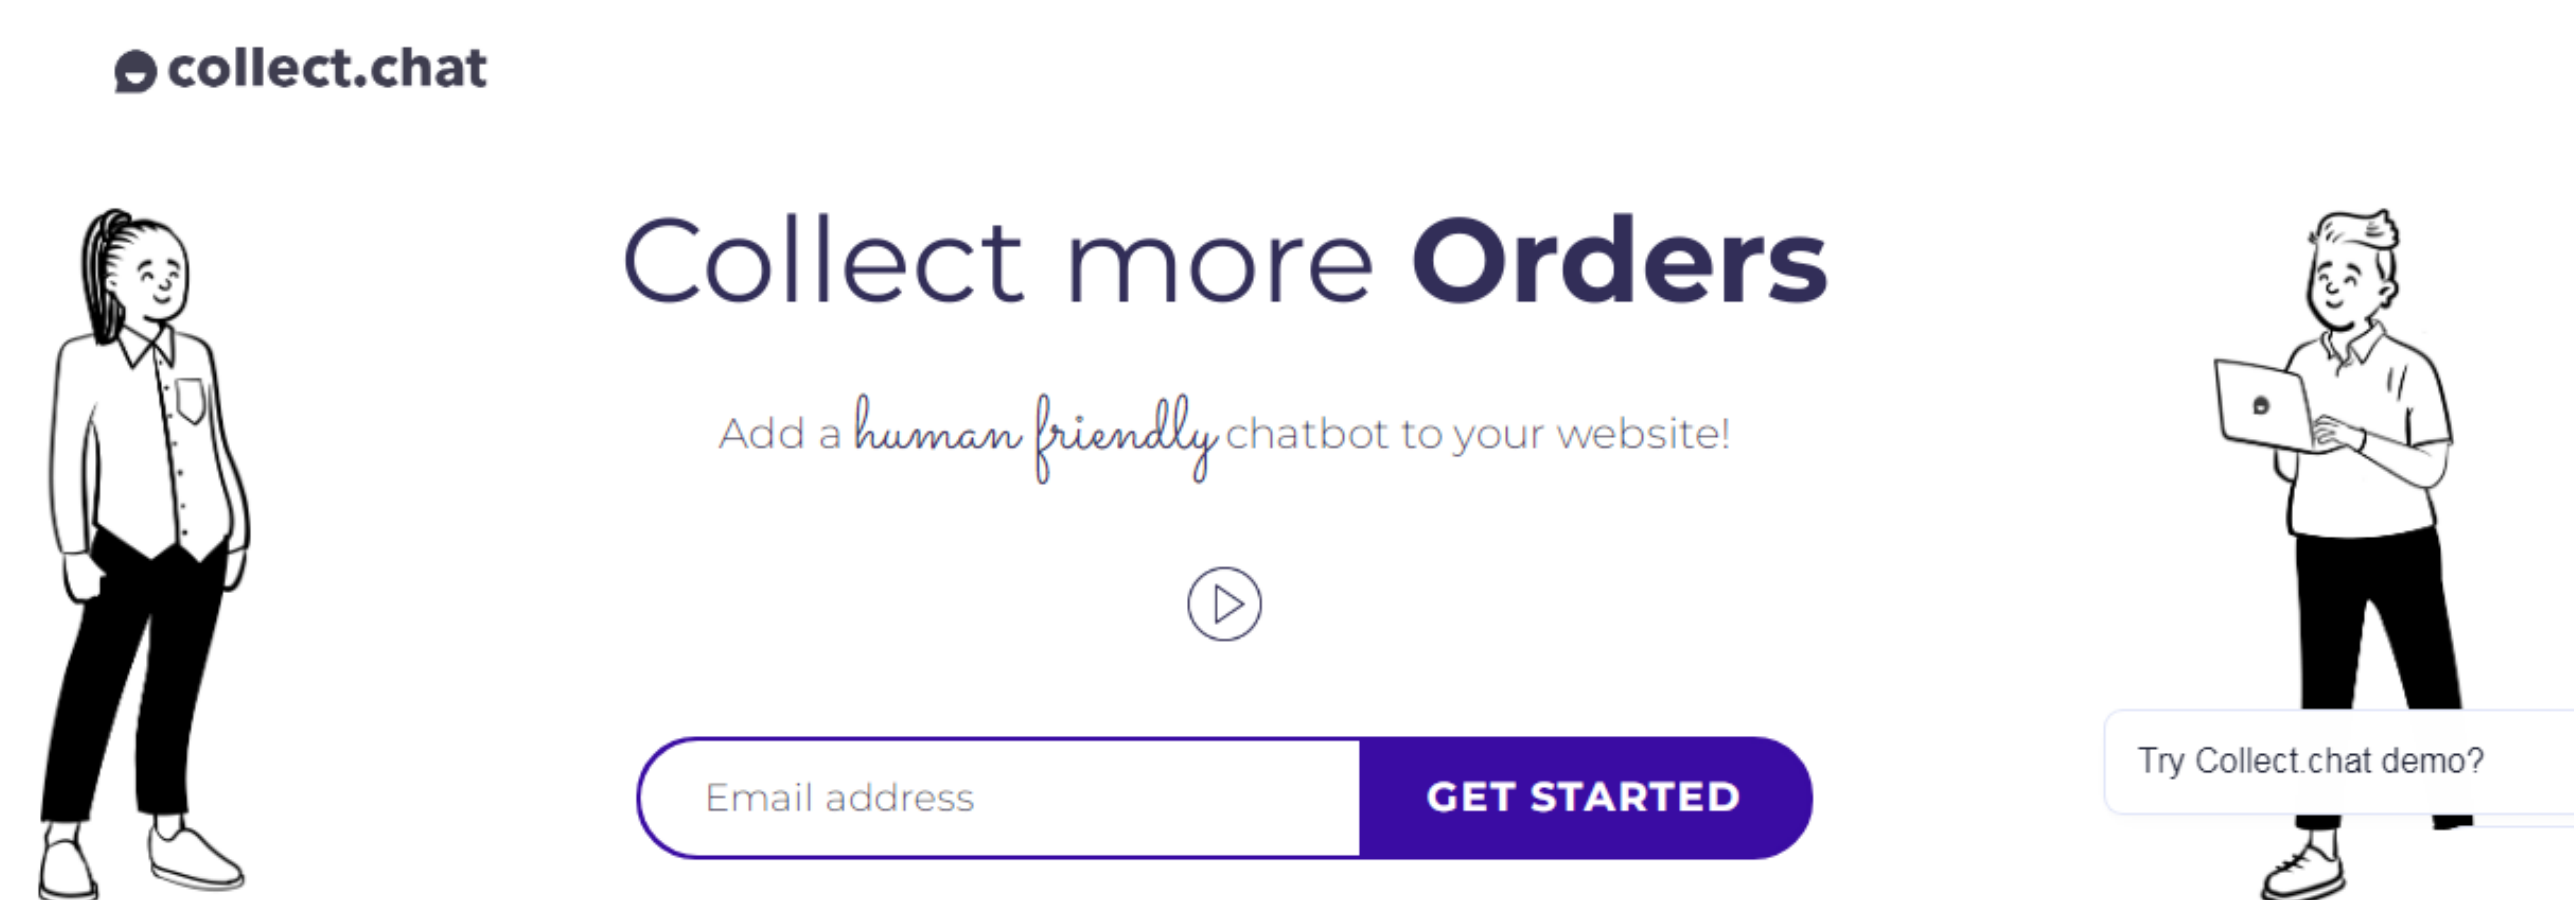 collect.chat
Collect more Orders
Add a human friendly chatbot to your website!
Email address
GET STARTED
Try Collect.chat demo?